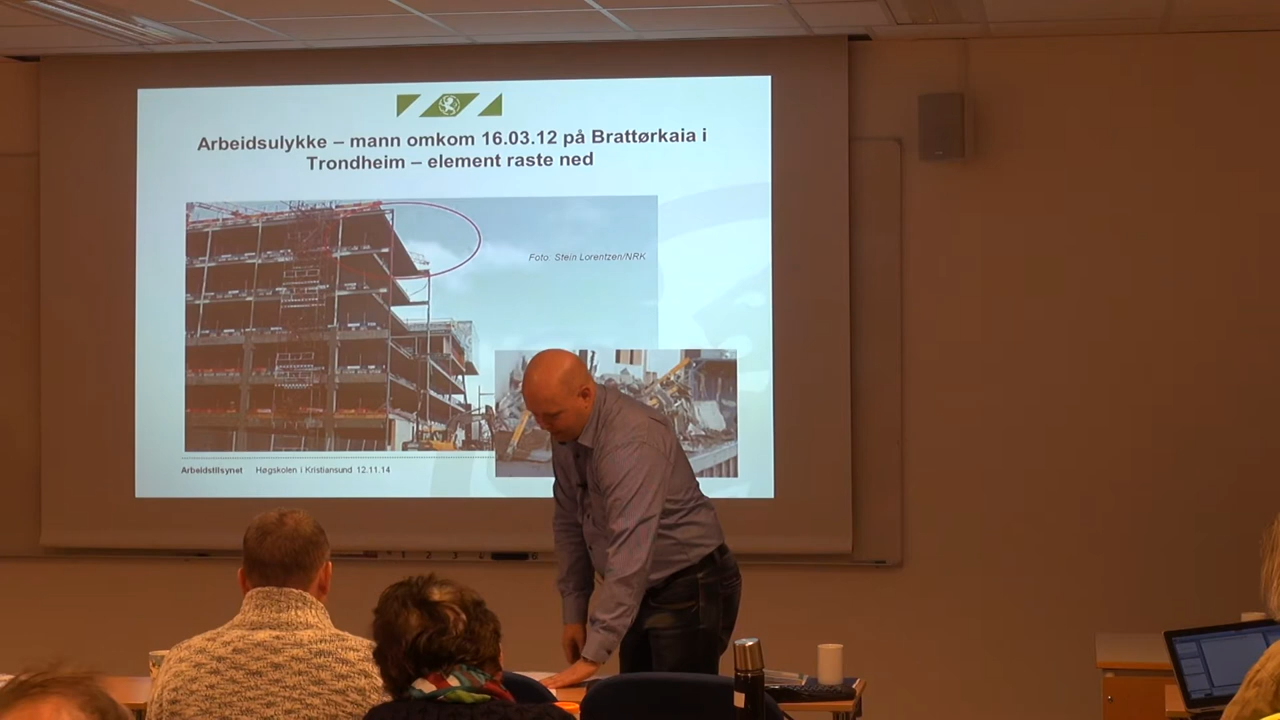 Arbeidsulykke – mann omkom 16.03.12 på Brattørkaia i
Trondheim – element raste ned
Foto: Stein Lorentzen/NRK
Arbeidstilsynet Høgskolen i Kristiansund 12.11.14